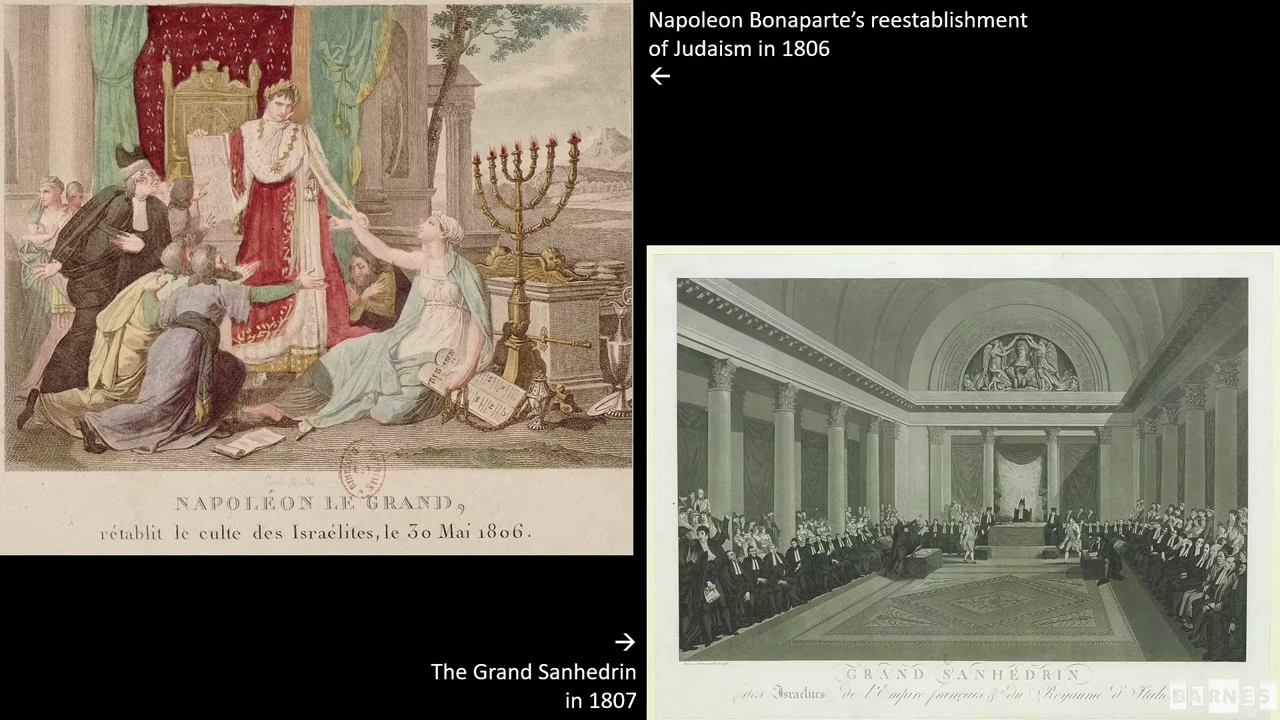 Napoleon Bonaparte’s reestablishment
of Judaism in 1806
←
LOIX
NAPOLÉON LE GRAND,
rétablit le culte des Israélites, le 30 Mai 1806.
→
The Grand Sanhedrin
in 1807
GRAND SANHÉDRIN
des Israélites de l'Empire français & du Royaume d'Italie
BARNES